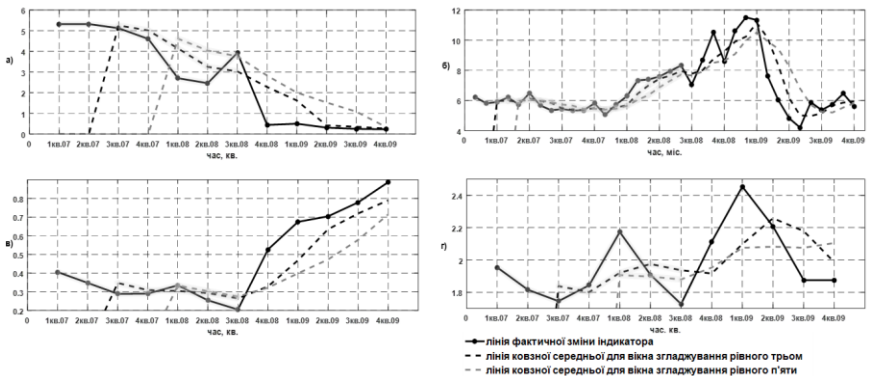 6
5
4
3
2
1
0
а)
0 1кв.07 2кв.07 3кв.07 4кв.07 1кв.08 2кв.08 3кв.08 4кв.08 1кв.09 2кв.09 3кв.09 4кв.09
час, кв.
12
10
8
6
4
б)
0 1кв.07 2кв.07 3кв.07 4кв.07 1кв.08 2кв.08 3кв.08 4кв.08 1кв.09 2кв.09 3кв.09 4кв.09
час, міс.
0.8
0.7
0.6
0.5
0.4
0.3
0.2
в)
0 1кв.07 2кв.07 3кв.07 4кв.07 1кв.08 2кв.08 3кв.08 4кв.08 1кв.09 2кв.09 3кв.09 4кв.09
час, кв.
2.4
2.2
2
1.8
г)
0 1кв.07 2кв.07 3кв.07 4кв.07 1кв.08 2кв.08 3кв.08 4кв.08 1кв.09 2кв.09 3кв.09 4кв.09
час. кв.
лінія фактичної зміни індикатора
лінія ковзної середньої для вікна згладжування рівного трьом
лінія ковзної середньої для вікна згладжування рівного п'яти